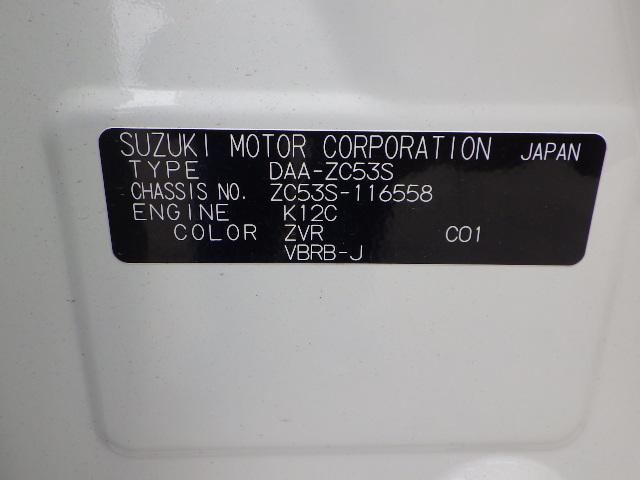 SUZUKI MOTOR CORPORATION JAPAN
TYPE DAA-ZC53S
CHASSIS NO. ZC53S-116558
ENGINE K12C
COLOR ZVR C01
VBRB-J